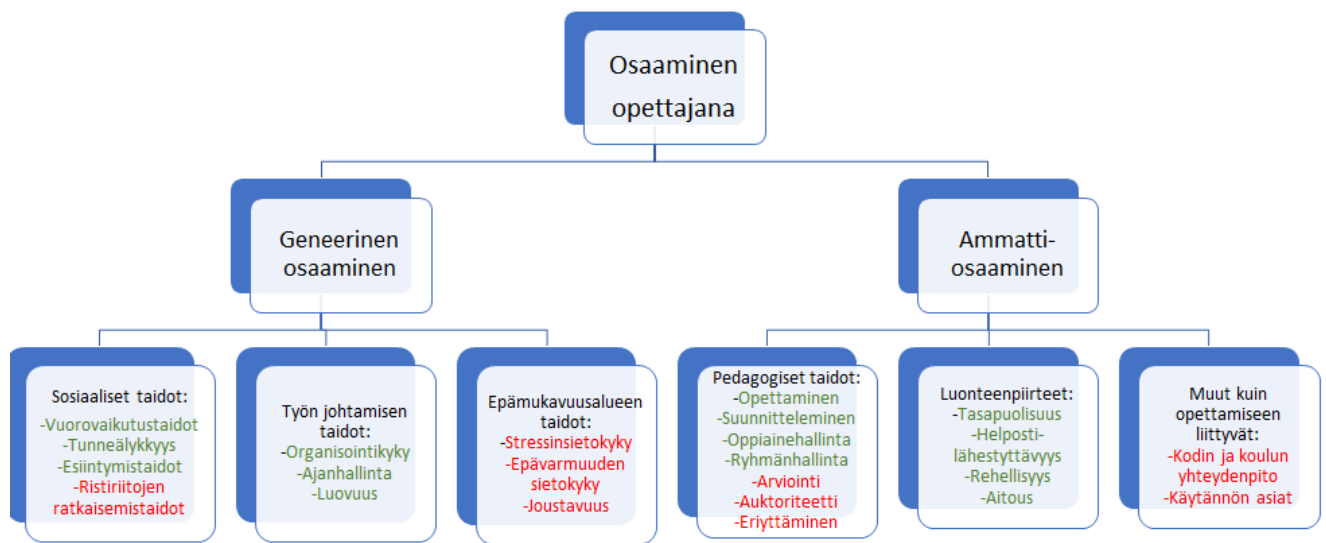 Osaaminen
opettajana
Geneerinen
osaaminen
Ammatti-
osaaminen
Sosiaaliset taidot:
-Vuorovaikutustaidot
-Tunneälykkyys
-Esiintymistaidot
-Ristiriitojen
ratkaisemistaidot
Työn johtamisen
taidot:
-Organisointikyky
-Ajanhallinta
-Luovuus
Epämukavuusalueen
taidot:
-Stressinsietokyky
-Epävarmuuden
sietokyky
-Joustavuus
Pedagogiset taidot:
-Opettaminen
-Suunnitteleminen
-Oppiainehallinta
-Ryhmänhallinta
-Arviointi
-Auktoriteetti
-Eriyttäminen
Luonteenpiirteet:
-Tasapuolisuus
-Helposti-
lähestyttävyys
-Rehellisyys
-Aitous
Muut kuin
opettamiseen
liittyvät:
-Kodin ja koulun
yhteydenpito
-Käytännön asiat